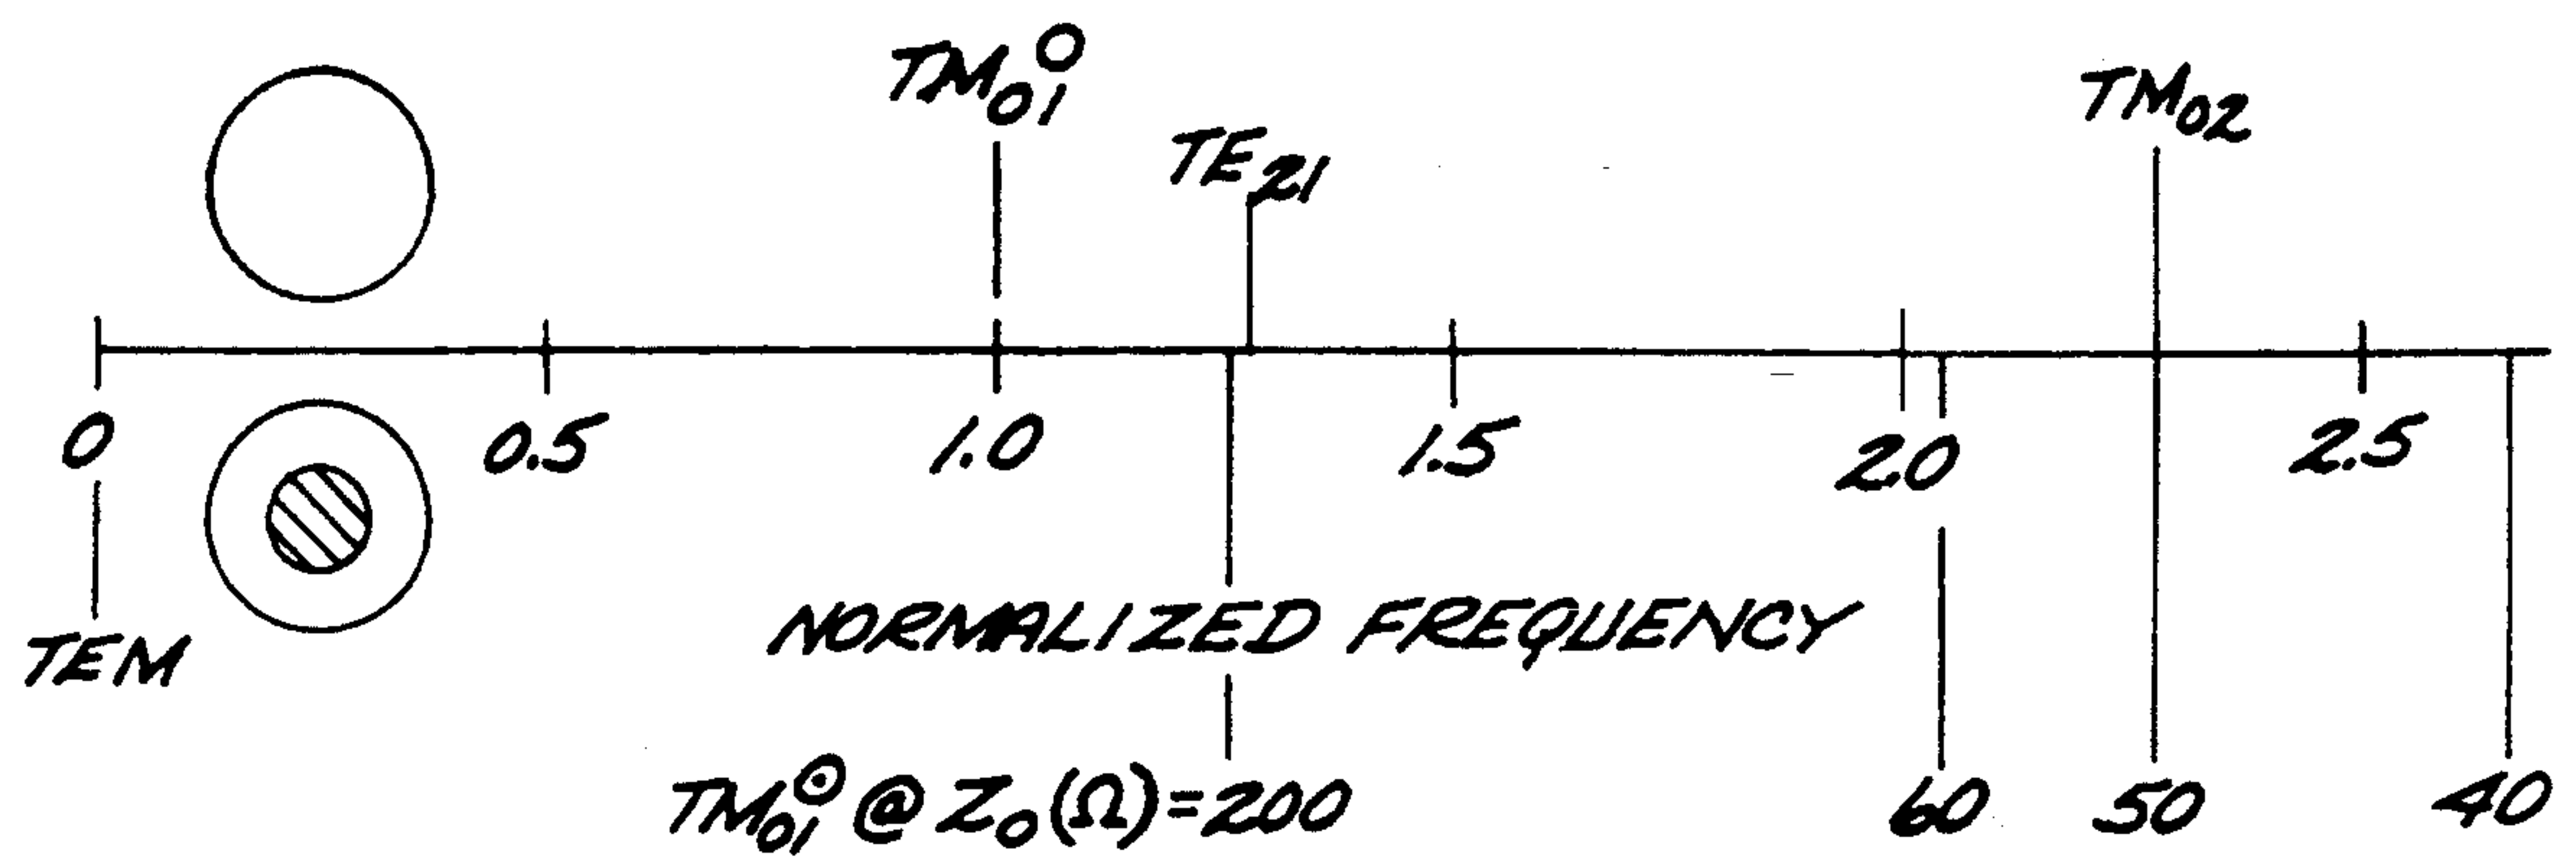 TM₀₁○
TE₂₁
TM₀₂
0 0.5 1.0 1.5 2.0 2.5
TEM
NORMALIZED FREQUENCY
TM₀₁⊙ @ Z₀(Ω)=200 60 50 40